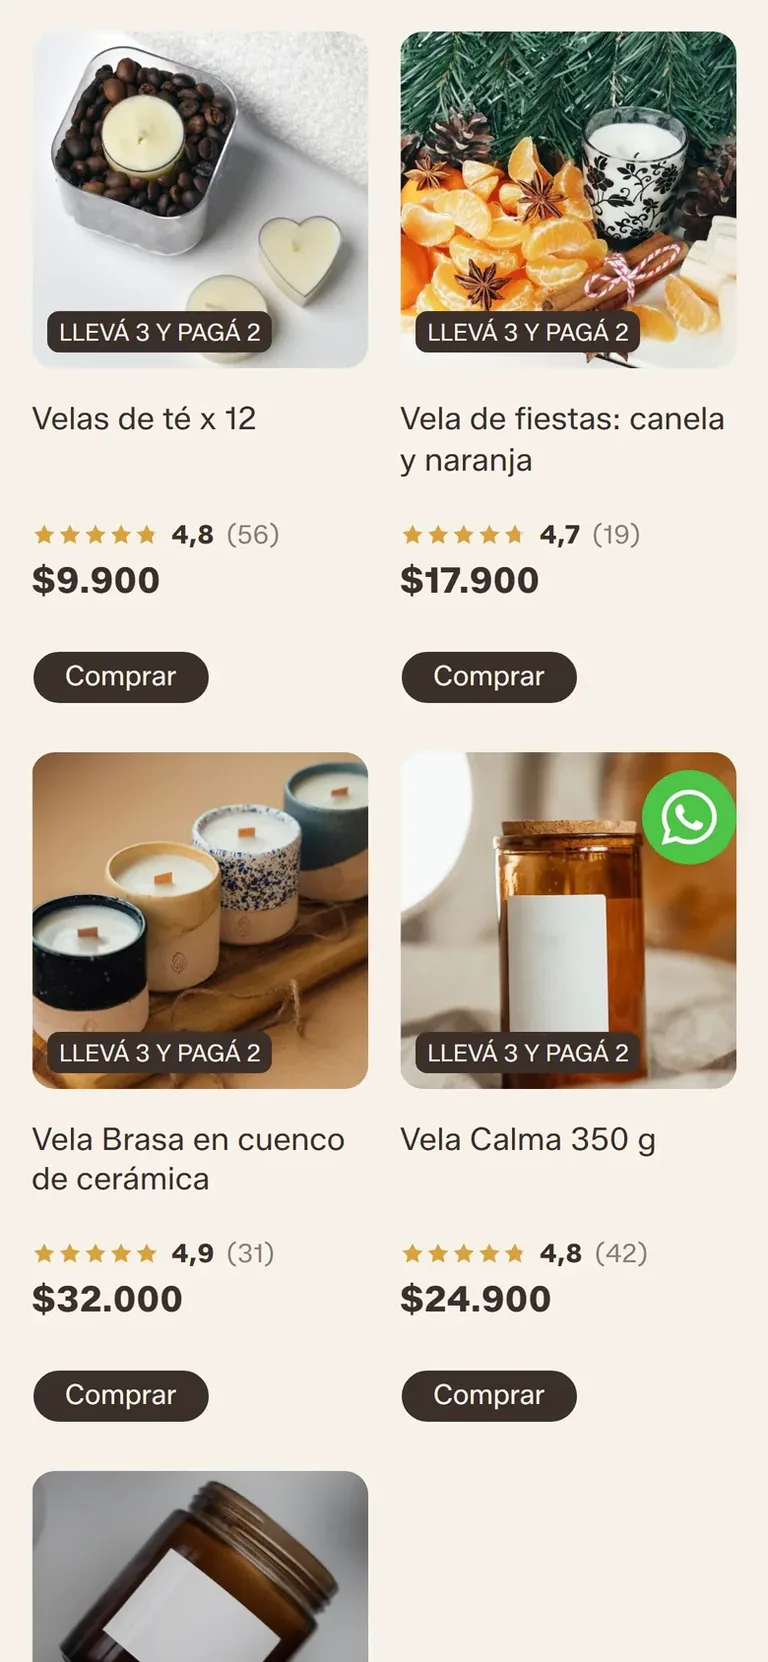 LLEVÁ 3 Y PAGÁ 2
LLEVÁ 3 Y PAGÁ 2
Velas de té x 12
Vela de fiestas: canela
y naranja
4,8 (56)
4,7 (19)
$9.900
$17.900
Comprar
Comprar
LLEVÁ 3 Y PAGÁ 2
LLEVÁ 3 Y PAGÁ 2
Vela Brasa en cuenco
de cerámica
Vela Calma 350 g
4,9 (31)
4,8 (42)
$32.000
$24.900
Comprar
Comprar